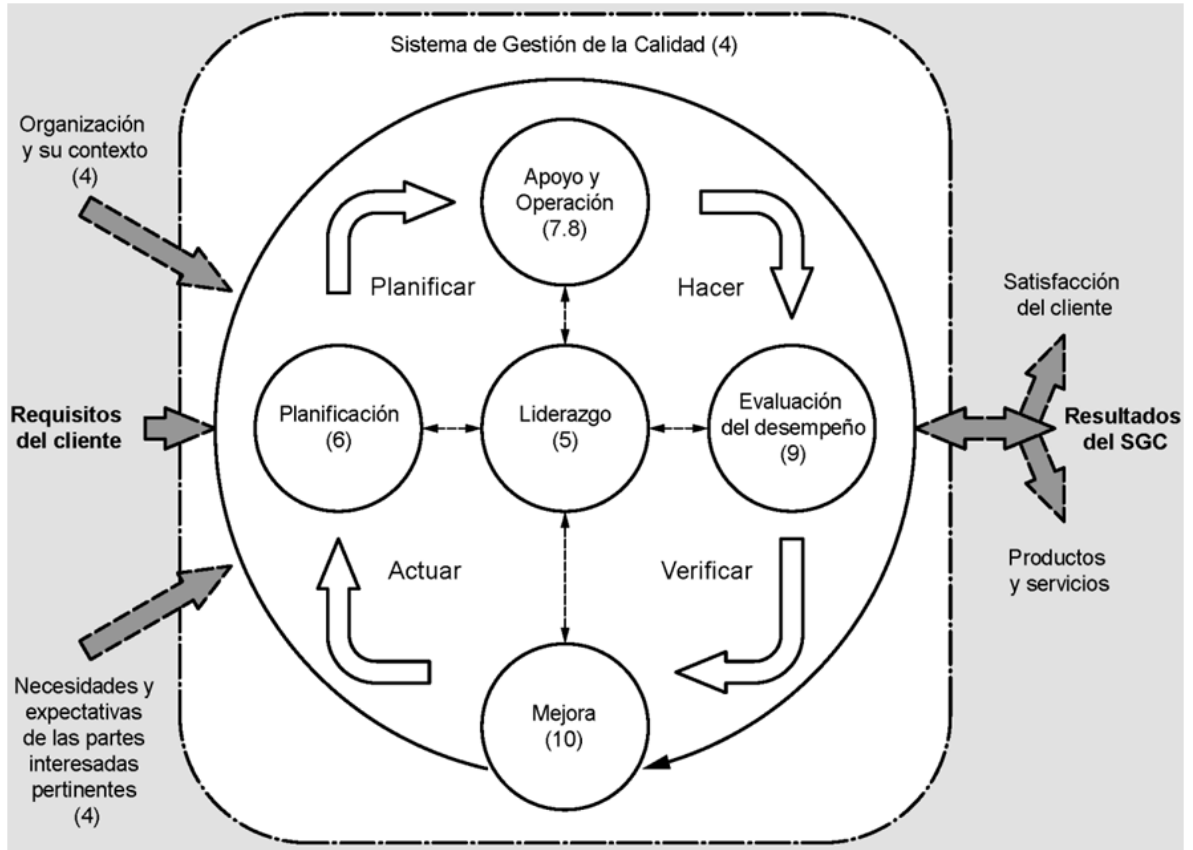 Sistema de Gestión de la Calidad (4)
Organización
y su contexto
(4)
Apoyo y
Operación
(7.8)
Planificar
Hacer
Satisfacción
del cliente
Requisitos
del cliente
Planificación
(6)
Liderazgo
(5)
Evaluación
del desempeño
(9)
Resultados
del SGC
Actuar
Verificar
Productos
y servicios
Necesidades y
expectativas
de las partes
interesadas
pertinentes
(4)
Mejora
(10)